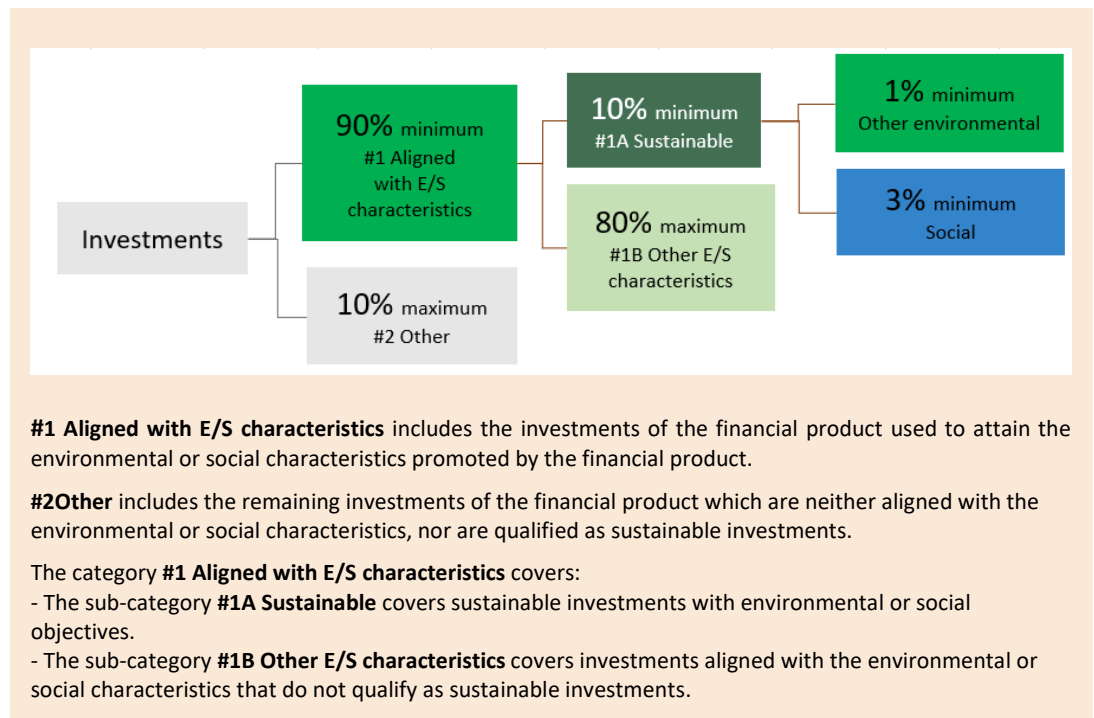 90% minimum
#1 Aligned
with E/S
characteristics
10% minimum
#1A Sustainable
1% minimum
Other environmental
3% minimum
Social
80% maximum
#1B Other E/S
characteristics
Investments
10% maximum
#2 Other
#1 Aligned with E/S characteristics includes the investments of the financial product used to attain the
environmental or social characteristics promoted by the financial product.
#2Other includes the remaining investments of the financial product which are neither aligned with the
environmental or social characteristics, nor are qualified as sustainable investments.
The category #1 Aligned with E/S characteristics covers:
- The sub-category #1A Sustainable covers sustainable investments with environmental or social
objectives.
- The sub-category #1B Other E/S characteristics covers investments aligned with the environmental or
social characteristics that do not qualify as sustainable investments.